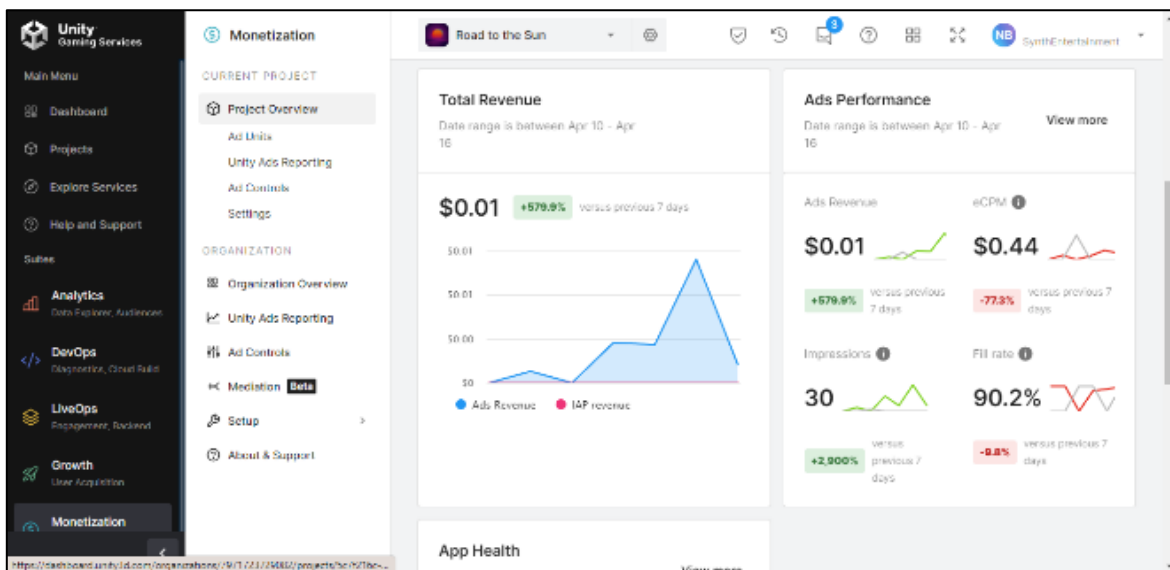 Unity
Gaming Services
Main Menu
Dashboard
Projects
Explore Services
Help and Support
Suites
Analytics
Data Explorer, Audiences
DevOps
Diagnostics, Cloud Build
LiveOps
Engagement, Backend
Growth
User Acquisition
Monetization
Monetization
CURRENT PROJECT
Project Overview
Ad Units
Unity Ads Reporting
Ad Controls
Settings
ORGANIZATION
Organization Overview
Unity Ads Reporting
Ad Controls
Mediation Beta
Setup
About & Support
Road to the Sun
3
NB
SynthEntertainment
Total Revenue
Date range is between Apr 10 - Apr
16
$0.01 +579.9% versus previous 7 days
$0.01
$0.01
$0.00
$0
Ads Revenue IAP revenue
Ads Performance
Date range is between Apr 10 - Apr
16
View more
Ads Revenue
$0.01
+579.9% versus previous
7 days
eCPM
$0.44
-77.3% versus previous 7
days
Impressions
30
+2,900% versus
previous 7
days
Fill rate
90.2%
-9.8% versus previous 7
days
App Health
View more